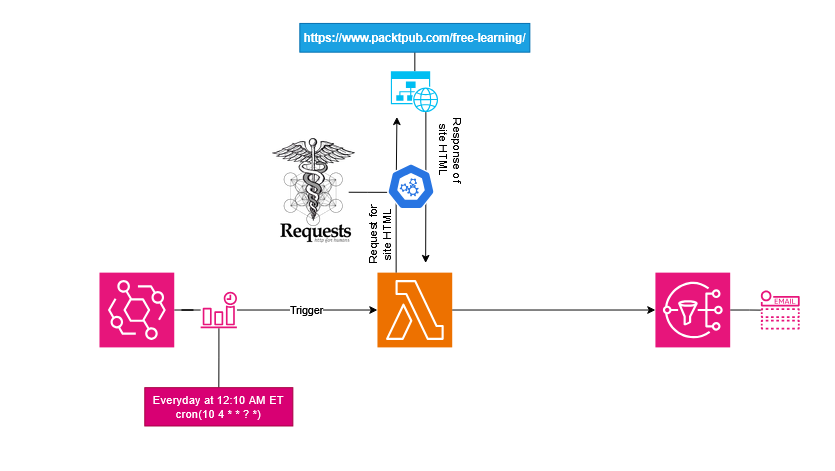 https://www.packtpub.com/free-learning/
Response of
site HTML
Requests
http for humans
Request for
site HTML
Trigger
EMAIL
Everyday at 12:10 AM ET
cron(10 4 * * ? *)